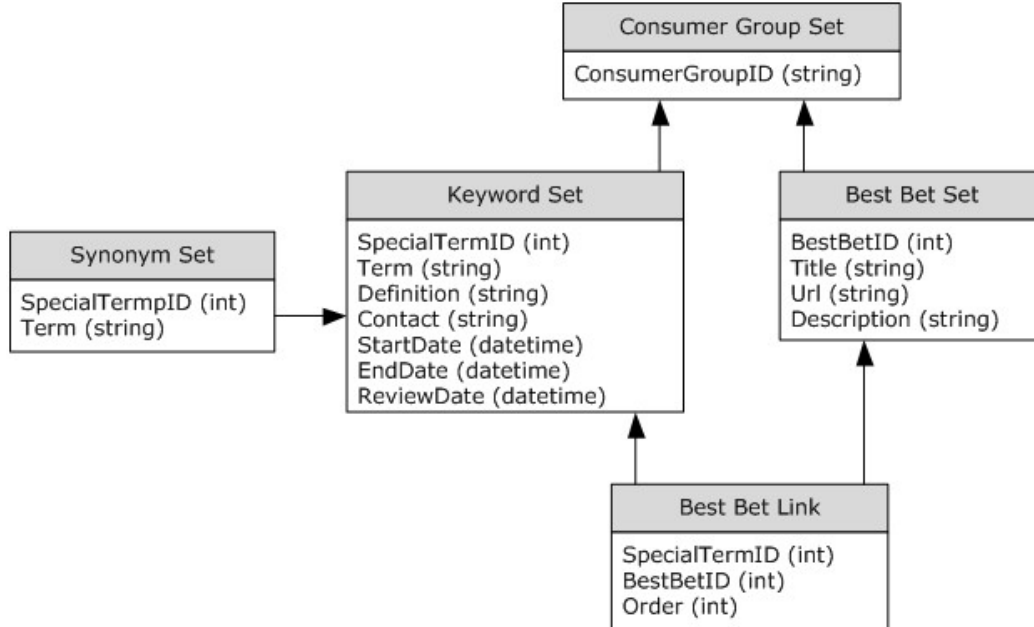 Consumer Group Set
ConsumerGroupID (string)
Keyword Set
SpecialTermID (int)
Term (string)
Definition (string)
Contact (string)
StartDate (datetime)
EndDate (datetime)
ReviewDate (datetime)
Best Bet Set
BestBetID (int)
Title (string)
Url (string)
Description (string)
Synonym Set
SpecialTermpID (int)
Term (string)
Best Bet Link
SpecialTermID (int)
BestBetID (int)
Order (int)